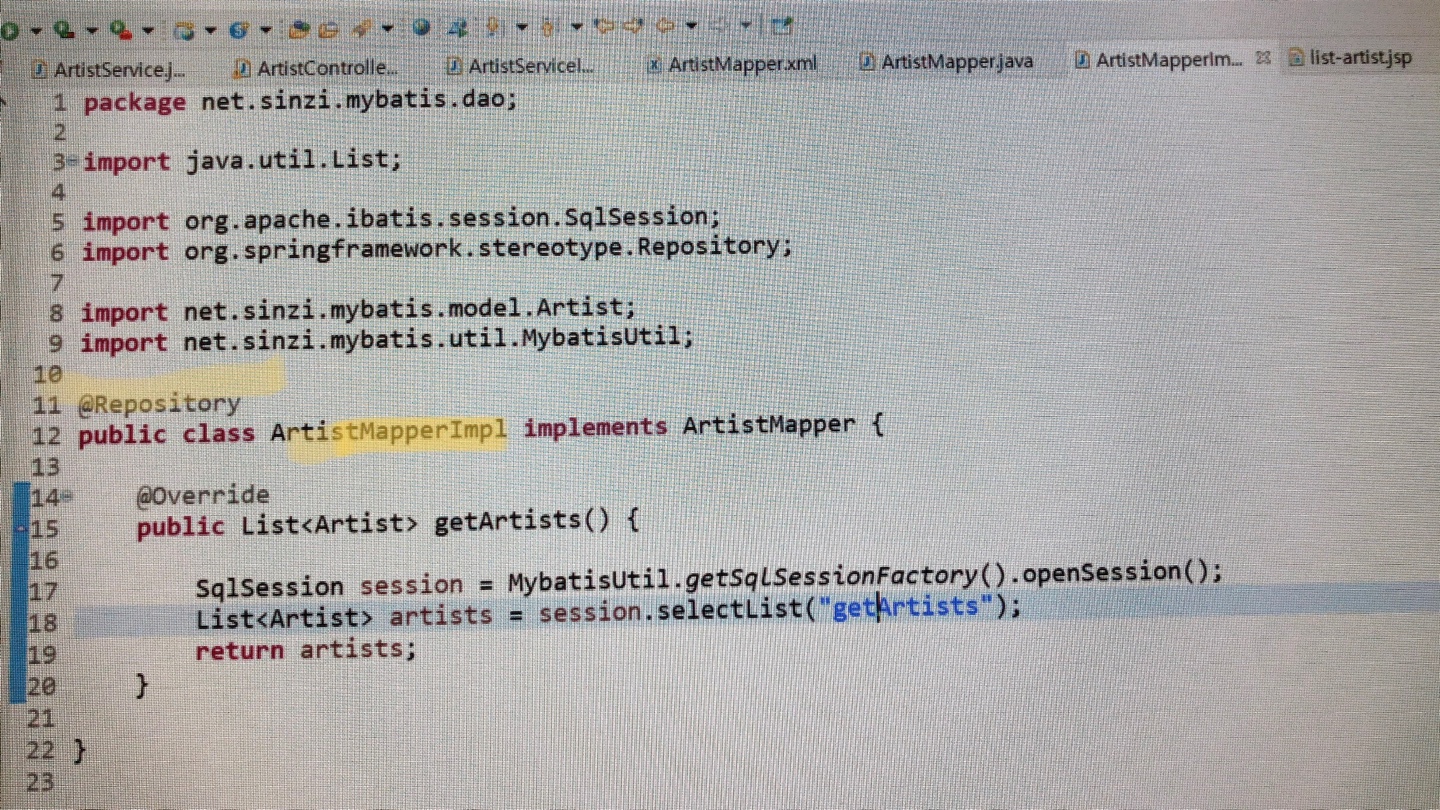 ArtistService.j... ArtistControlle... ArtistServiceI... ArtistMapper.xml ArtistMapper.java ArtistMapperIm... list-artist.jsp
1 package net.sinzi.mybatis.dao;
2
3 import java.util.List;
4
5 import org.apache.ibatis.session.SqlSession;
6 import org.springframework.stereotype.Repository;
7
8 import net.sinzi.mybatis.model.Artist;
9 import net.sinzi.mybatis.util.MybatisUtil;
10
11 @Repository
12 public class ArtistMapperImpl implements ArtistMapper {
13
14 @Override
15 public List<Artist> getArtists() {
16
17 SqlSession session = MybatisUtil.getSqlSessionFactory().openSession();
18 List<Artist> artists = session.selectList("getArtists");
19 return artists;
20 }
21
22 }
23